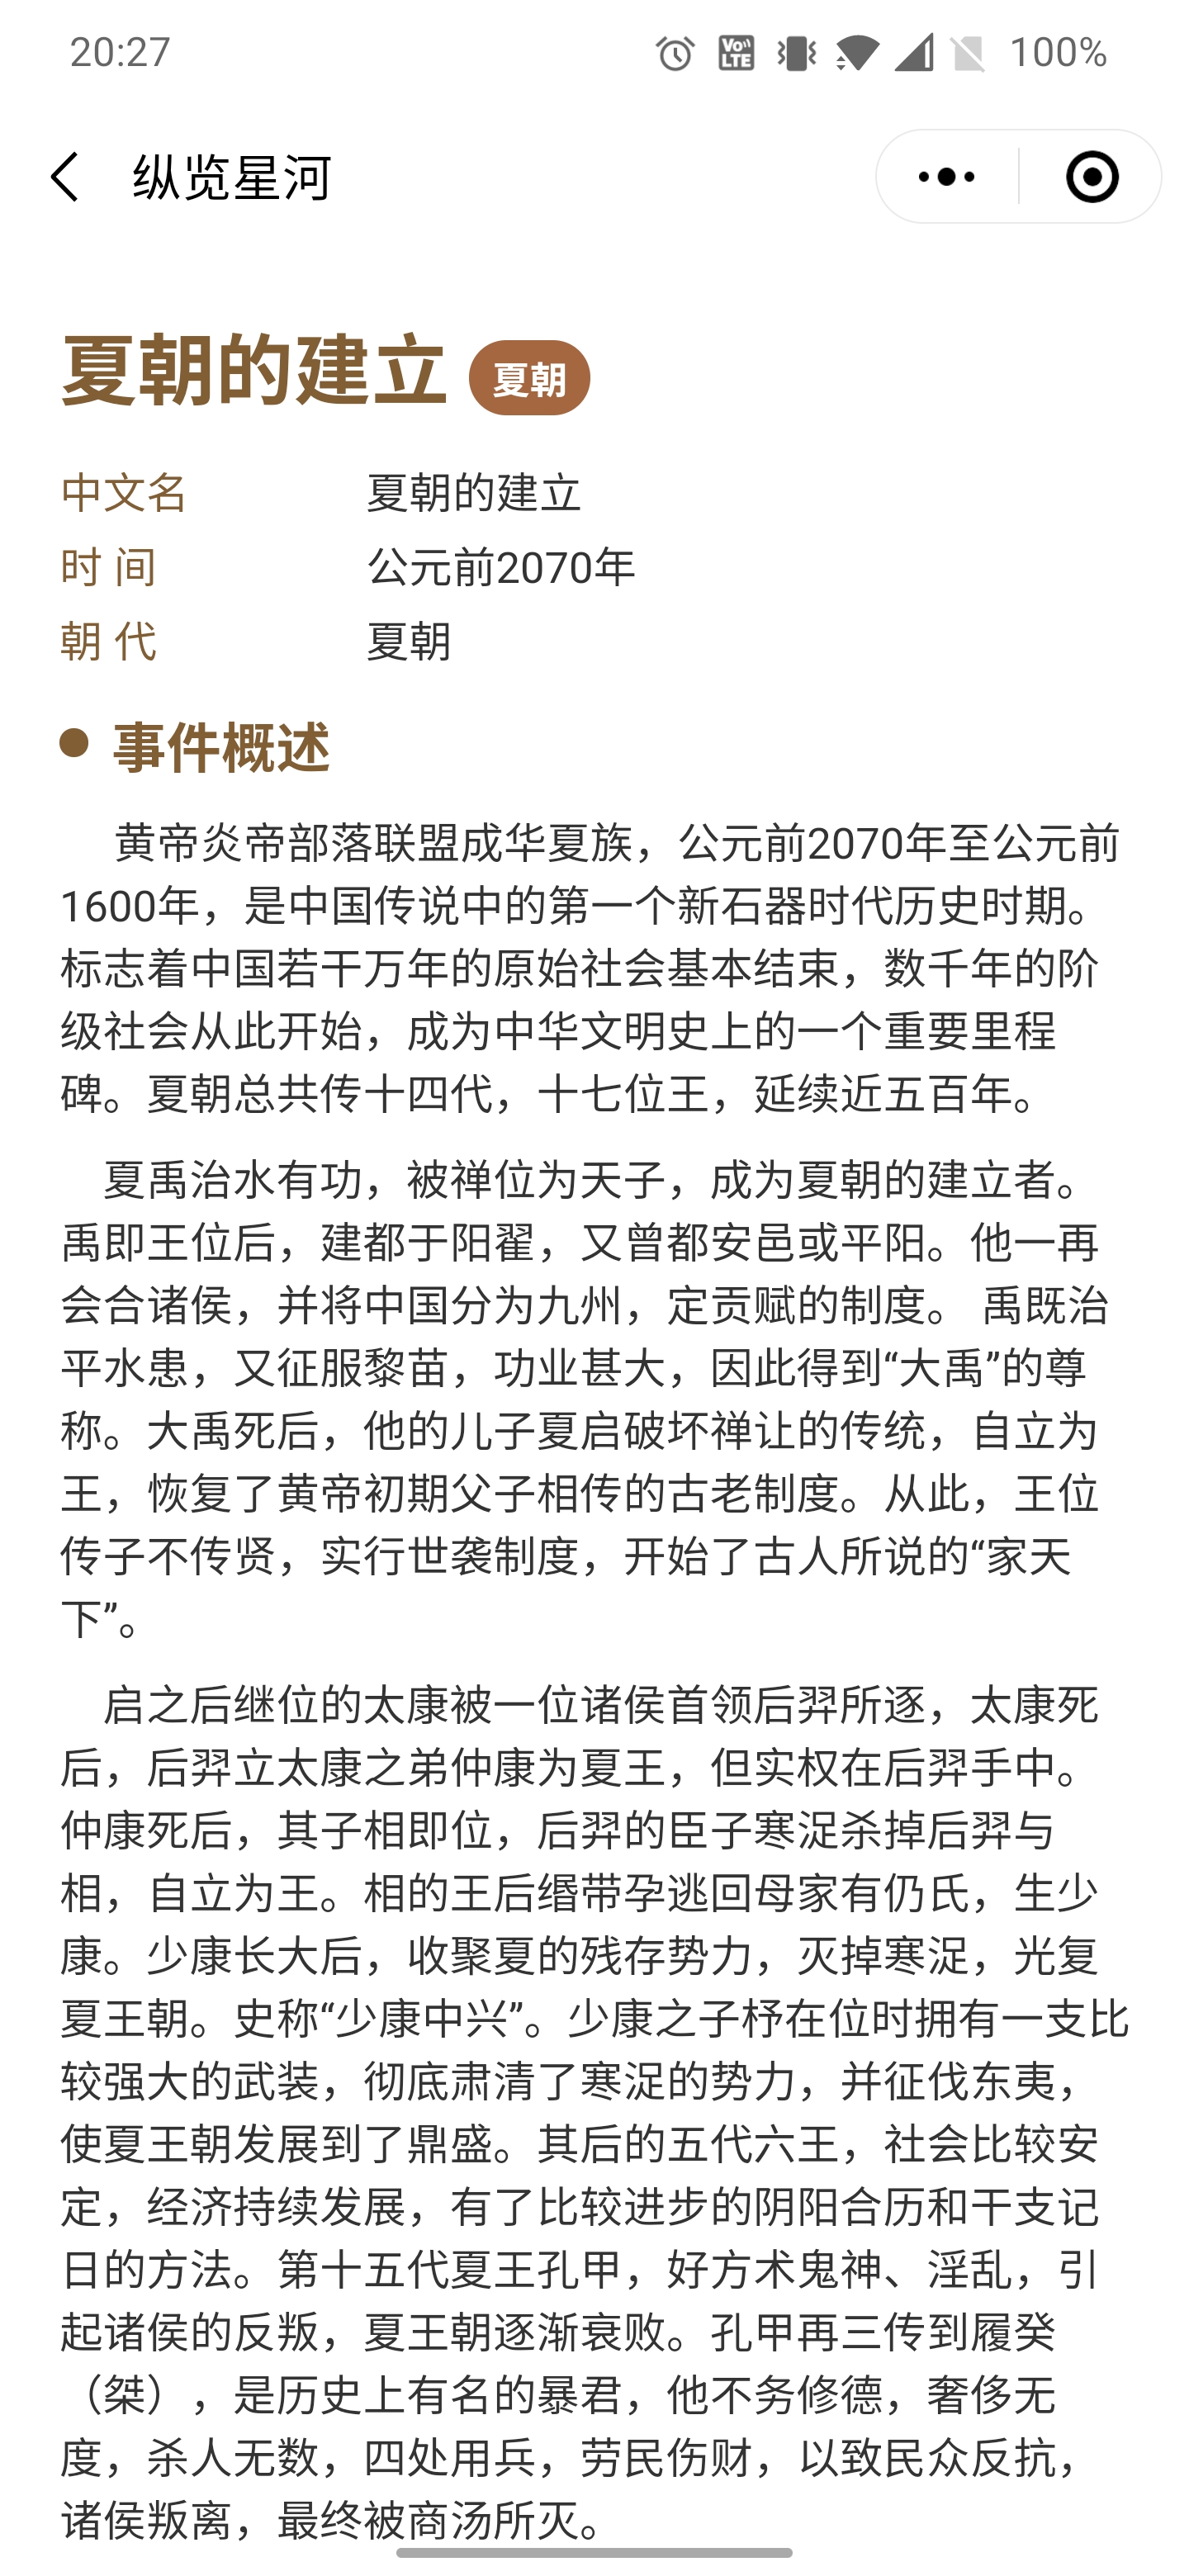 20:27
Vo LTE
100%
纵览星河
夏朝的建立 夏朝
中文名 夏朝的建立
时 间 公元前2070年
朝 代 夏朝
事件概述
黄帝炎帝部落联盟成华夏族，公元前2070年至公元前
1600年，是中国传说中的第一个新石器时代历史时期。
标志着中国若干万年的原始社会基本结束，数千年的阶
级社会从此开始，成为中华文明史上的一个重要里程
碑。夏朝总共传十四代，十七位王，延续近五百年。
夏禹治水有功，被禅位为天子，成为夏朝的建立者。
禹即王位后，建都于阳翟，又曾都安邑或平阳。他一再
会合诸侯，并将中国分为九州，定贡赋的制度。 禹既治
平水患，又征服黎苗，功业甚大，因此得到“大禹”的尊
称。大禹死后，他的儿子夏启破坏禅让的传统，自立为
王，恢复了黄帝初期父子相传的古老制度。从此，王位
传子不传贤，实行世袭制度，开始了古人所说的“家天
下”。
启之后继位的太康被一位诸侯首领后羿所逐，太康死
后，后羿立太康之弟仲康为夏王，但实权在后羿手中。
仲康死后，其子相即位，后羿的臣子寒浞杀掉后羿与
相，自立为王。相的王后缗带孕逃回母家有仍氏，生少
康。少康长大后，收聚夏的残存势力，灭掉寒浞，光复
夏王朝。史称“少康中兴”。少康之子杼在位时拥有一支比
较强大的武装，彻底肃清了寒浞的势力，并征伐东夷，
使夏王朝发展到了鼎盛。其后的五代六王，社会比较安
定，经济持续发展，有了比较进步的阴阳合历和干支记
日的方法。第十五代夏王孔甲，好方术鬼神、淫乱，引
起诸侯的反叛，夏王朝逐渐衰败。孔甲再三传到履癸
（桀），是历史上有名的暴君，他不务修德，奢侈无
度，杀人无数，四处用兵，劳民伤财，以致民众反抗，
诸侯叛离，最终被商汤所灭。